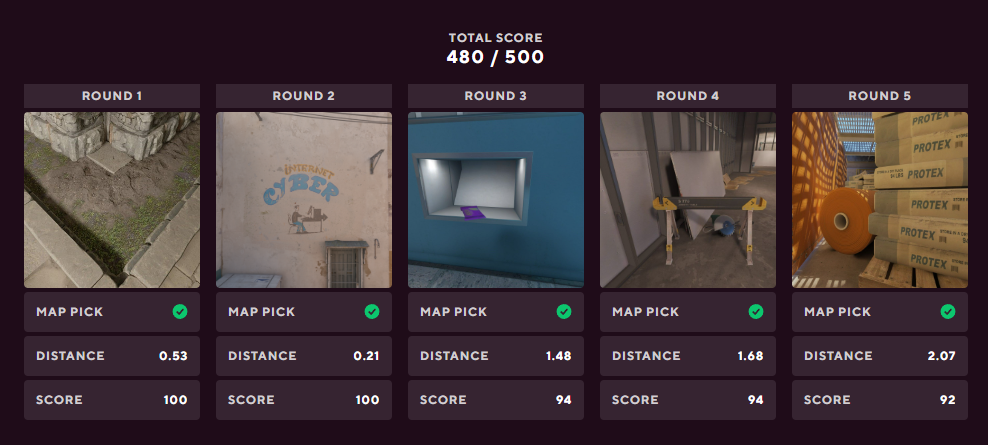 TOTAL SCORE
480 / 500
ROUND 1
ROUND 2
ROUND 3
ROUND 4
ROUND 5
INTERNET
CYBER
PROTEX
PROTEX
PROTEX
PROTEX
PROTEX
MAP PICK
MAP PICK
MAP PICK
MAP PICK
MAP PICK
DISTANCE 0.53
DISTANCE 0.21
DISTANCE 1.48
DISTANCE 1.68
DISTANCE 2.07
SCORE 100
SCORE 100
SCORE 94
SCORE 94
SCORE 92